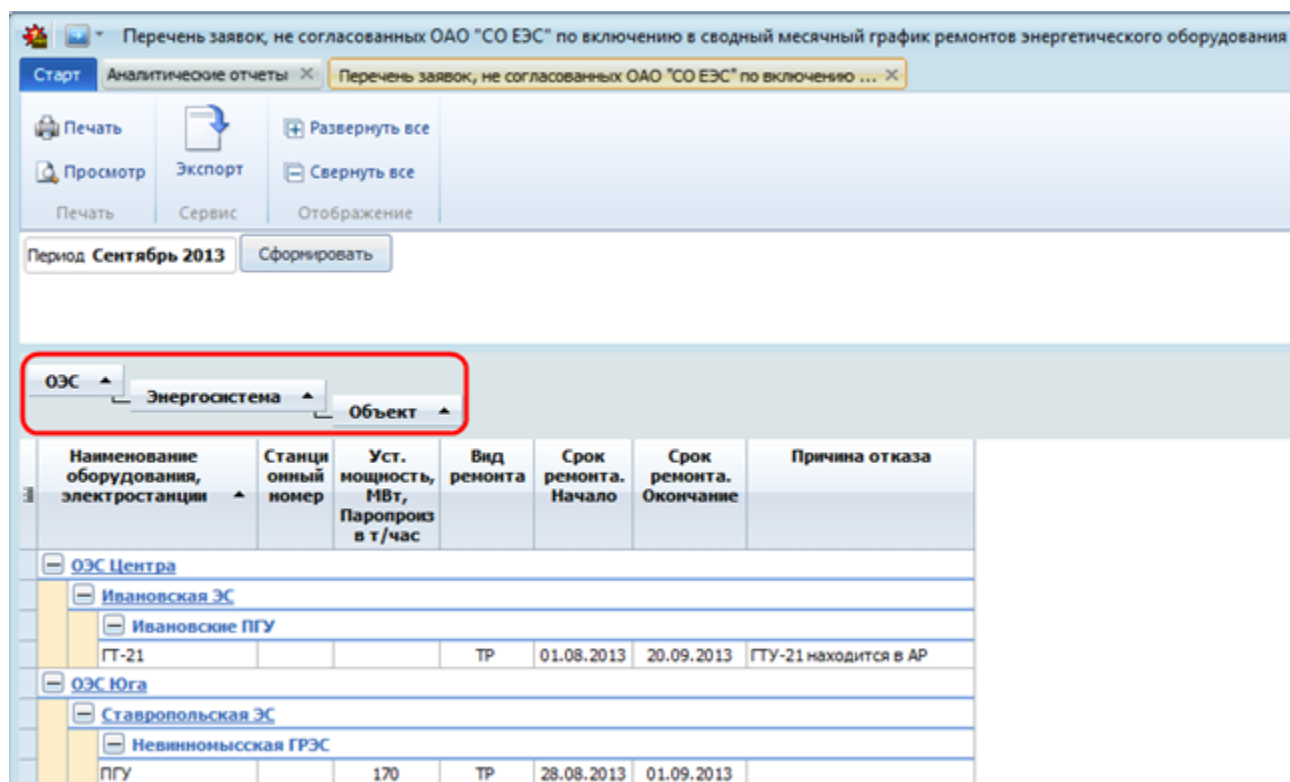 Перечень заявок, не согласованных ОАО "СО ЕЭС" по включению в сводный месячный график ремонтов энергетического оборудования
Старт Аналитические отчеты Перечень заявок, не согласованных ОАО "СО ЕЭС" по включению ...
Печать Экспорт Развернуть все
Просмотр Свернуть все
Печать Сервис Отображение
Период Сентябрь 2013 Сформировать
ОЭС
Энергосистема
Объект
Наименование Станци Уст. Вид Срок Срок Причина отказа
оборудования, онный мощность, ремонта ремонта. ремонта.
электростанции номер МВт, Начало Окончание
Паропроиз
в т/час
ОЭС Центра
Ивановская ЭС
Ивановские ПГУ
ГТ-21 ТР 01.08.2013 20.09.2013 ГТУ-21 находится в АР
ОЭС Юга
Ставропольская ЭС
Невинномысская ГРЭС
ПГУ 170 ТР 28.08.2013 01.09.2013